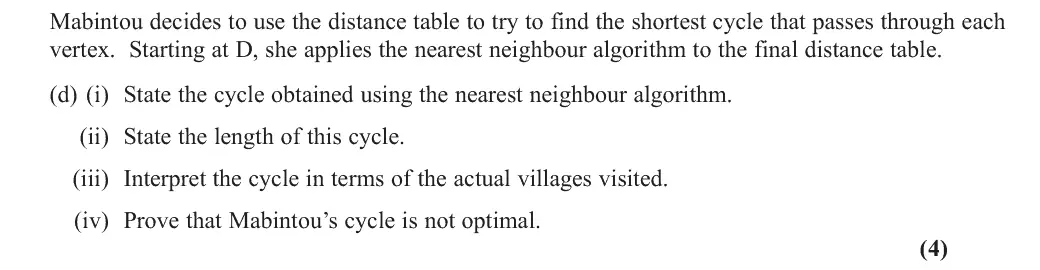 Mabintou decides to use the distance table to try to find the shortest cycle that passes through each
vertex. Starting at D, she applies the nearest neighbour algorithm to the final distance table.
(d) (i) State the cycle obtained using the nearest neighbour algorithm.
(ii) State the length of this cycle.
(iii) Interpret the cycle in terms of the actual villages visited.
(iv) Prove that Mabintou's cycle is not optimal.
(4)